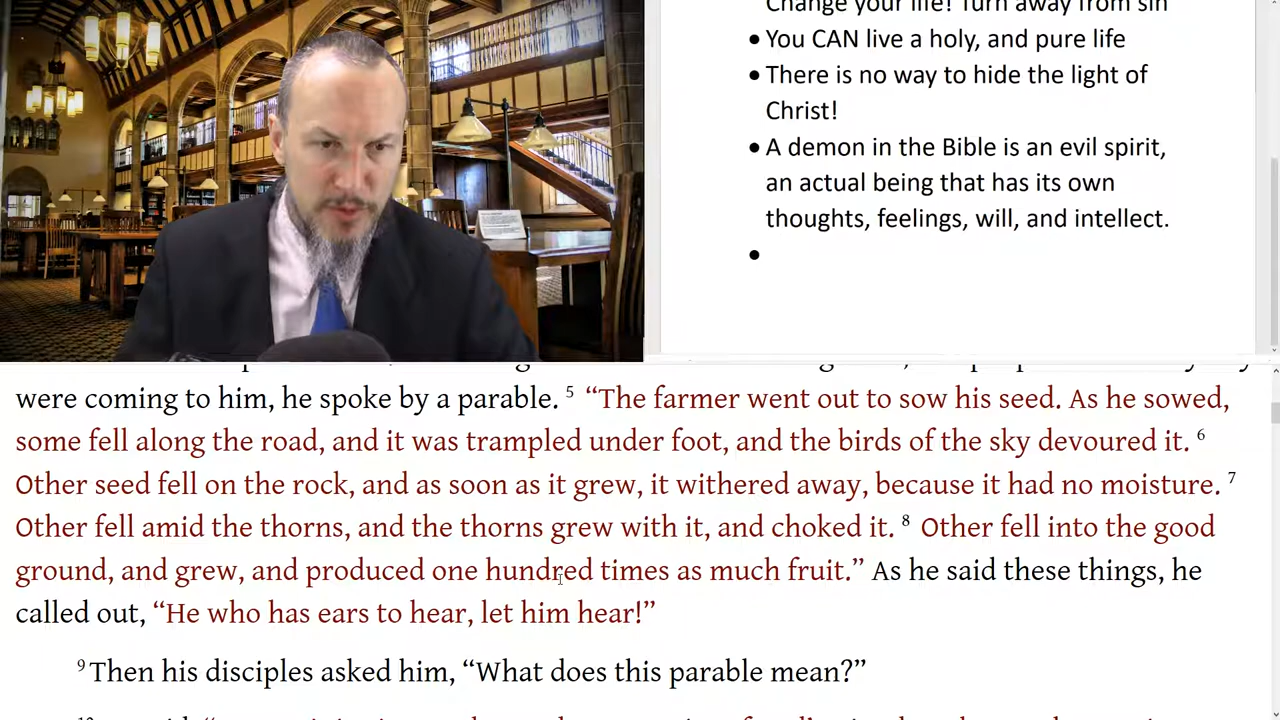 Change your life! Turn away from sin
• You CAN live a holy, and pure life
• There is no way to hide the light of
Christ!
• A demon in the Bible is an evil spirit,
an actual being that has its own
thoughts, feelings, will, and intellect.
•
were coming to him, he spoke by a parable. 5 “The farmer went out to sow his seed. As he sowed,
some fell along the road, and it was trampled under foot, and the birds of the sky devoured it. 6
Other seed fell on the rock, and as soon as it grew, it withered away, because it had no moisture. 7
Other fell amid the thorns, and the thorns grew with it, and choked it. 8 Other fell into the good
ground, and grew, and produced one hundred times as much fruit.” As he said these things, he
called out, “He who has ears to hear, let him hear!”
9 Then his disciples asked him, “What does this parable mean?”